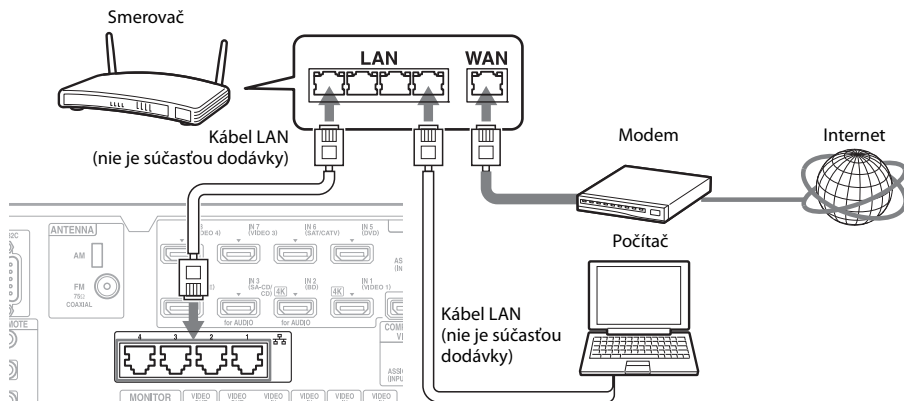 Smerovač
LAN
WAN
Kábel LAN
(nie je súčasťou dodávky)
Modem
Internet
Počítač
ANTENNA
AM
FM
75Ω
COAXIAL
IN 7
(VIDEO 3)
IN 6
(SAT/CATV)
IN 5
(DVD)
IN 3
(SA-CD/
CD)
4K
IN 2
(BD)
4K
IN 1
(VIDEO 1)
for AUDIO
for AUDIO
4 3 2 1
Kábel LAN
(nie je súčasťou
dodávky)
MONITOR
VIDEO
VIDEO
VIDEO
VIDEO
VIDEO